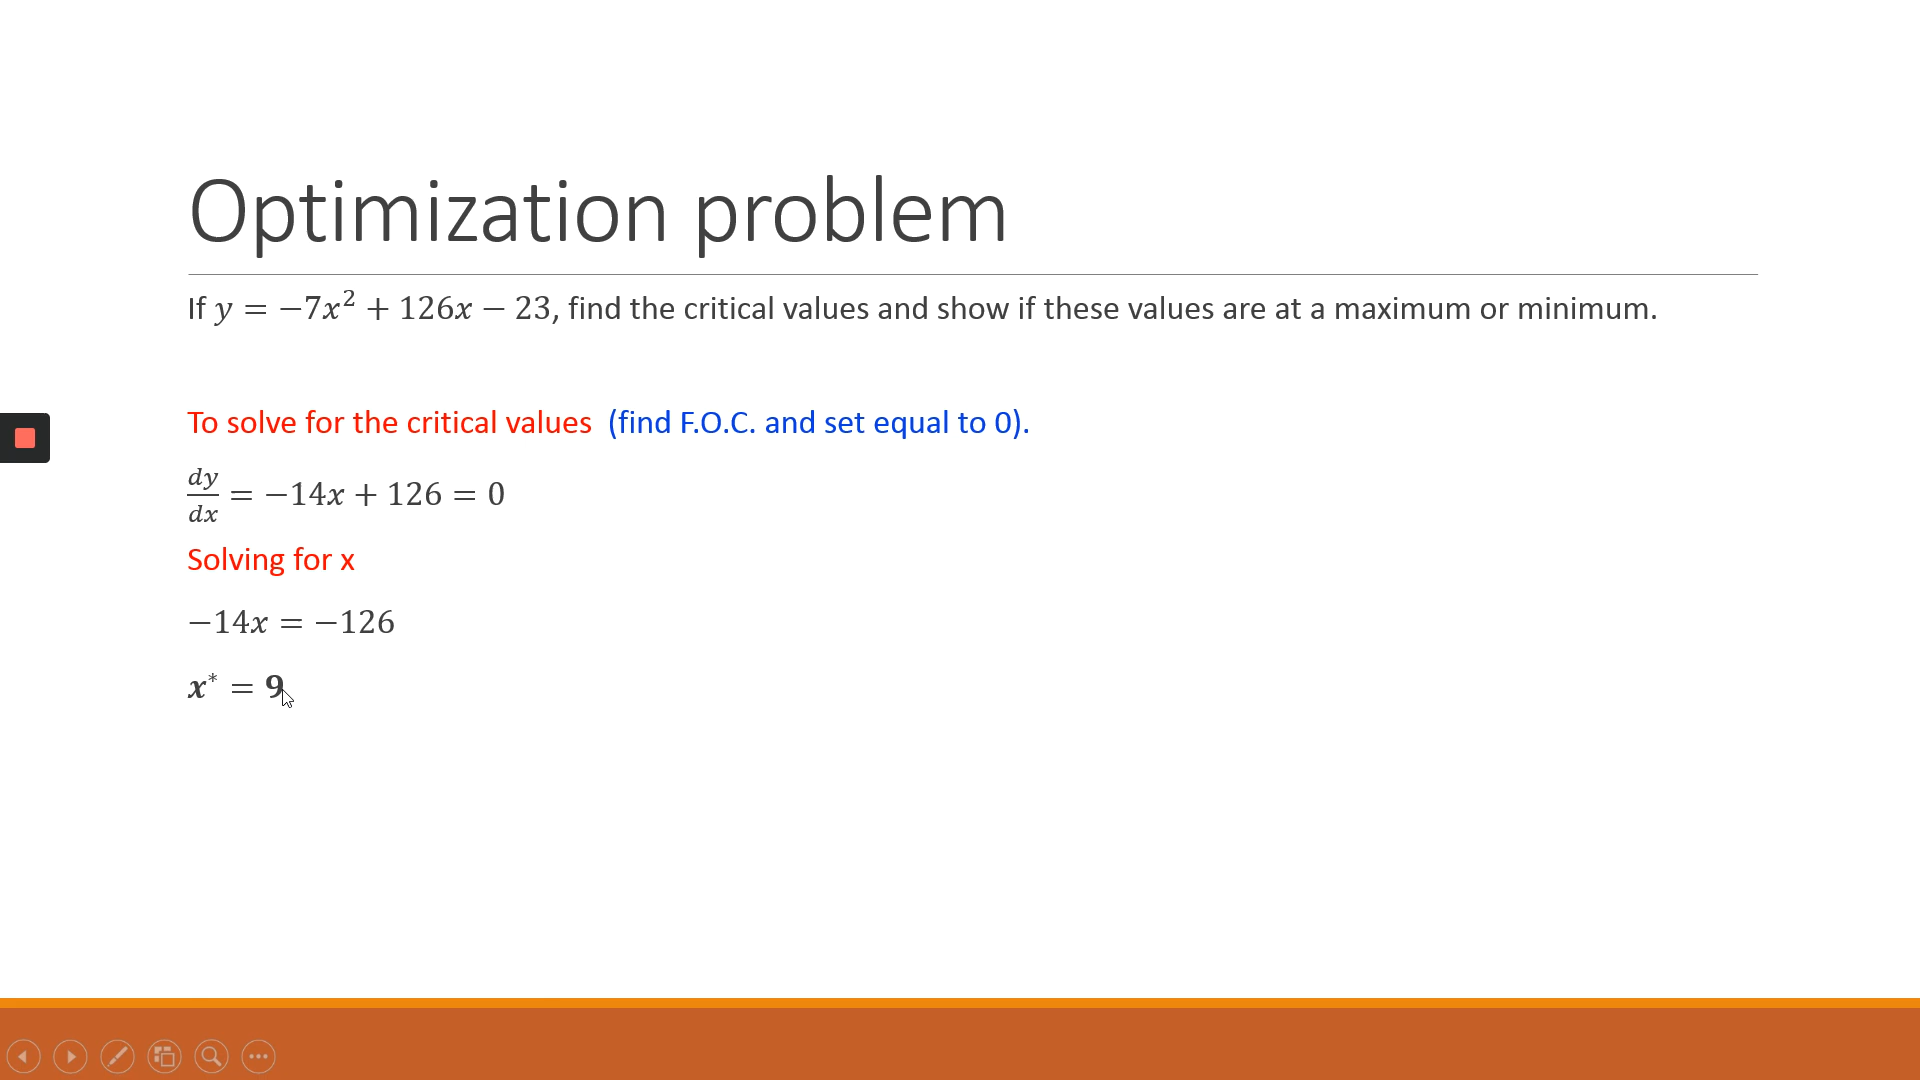 Optimization problem
If y = −7x² + 126x − 23, find the critical values and show if these values are at a maximum or minimum.
To solve for the critical values (find F.O.C. and set equal to 0).
dy/dx = −14x + 126 = 0
Solving for x
−14x = −126
x* = 9